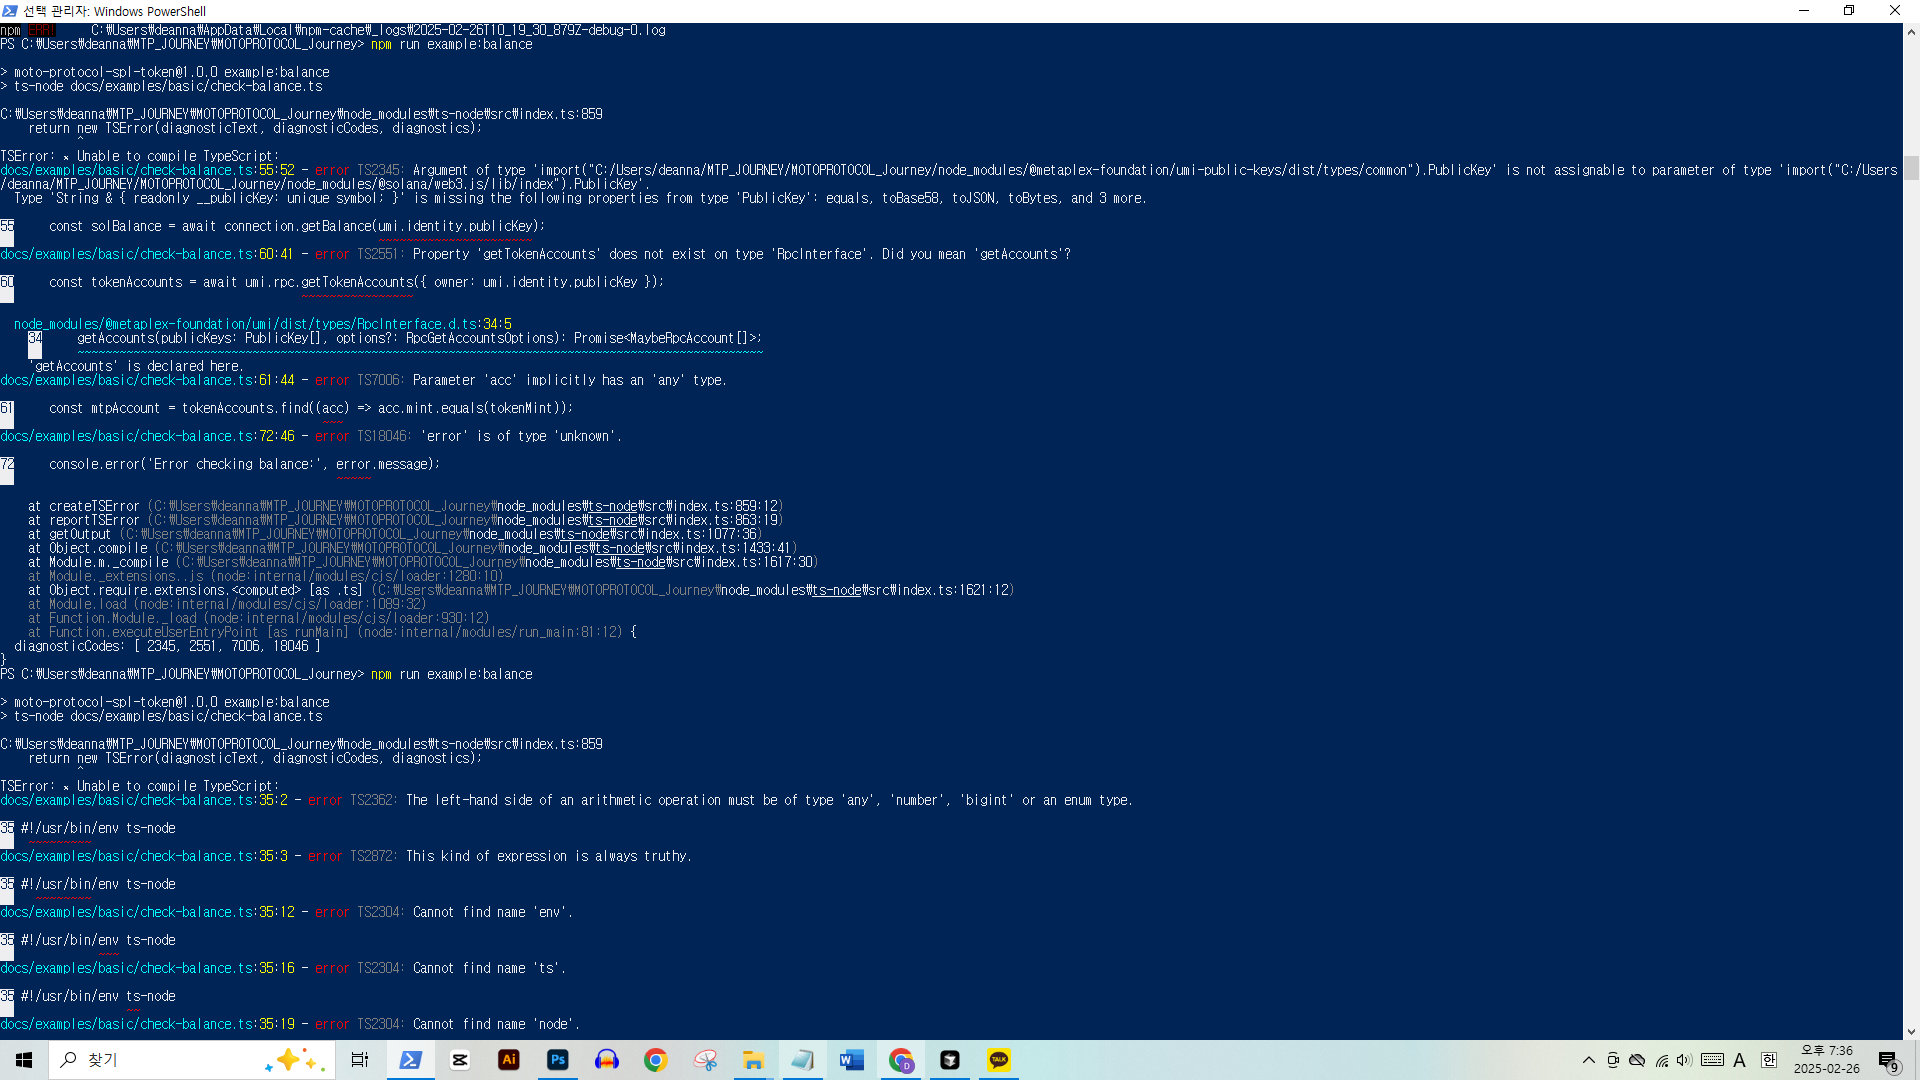 선택 관리자: Windows PowerShell
npm ERR! C:₩Users₩deanna₩AppData₩Local₩npm-cache₩_logs₩2025-02-26T10_19_30_879Z-debug-0.log
PS C:₩Users₩deanna₩MTP_JOURNEY₩MOTOPROTOCOL_Journey> npm run example:balance
> moto-protocol-spl-token@1.0.0 example:balance
> ts-node docs/examples/basic/check-balance.ts
C:₩Users₩deanna₩MTP_JOURNEY₩MOTOPROTOCOL_Journey₩node_modules₩ts-node₩src₩index.ts:859
return new TSError(diagnosticText, diagnosticCodes, diagnostics);
^
TSError: ⨯ Unable to compile TypeScript:
docs/examples/basic/check-balance.ts:55:52 - error TS2345: Argument of type 'import("C:/Users/deanna/MTP_JOURNEY/MOTOPROTOCOL_Journey/node_modules/@metaplex-foundation/umi-public-keys/dist/types/common").PublicKey' is not assignable to parameter of type 'import("C:/Users
/deanna/MTP_JOURNEY/MOTOPROTOCOL_Journey/node_modules/@solana/web3.js/lib/index").PublicKey'.
Type 'String & { readonly __publicKey: unique symbol; }' is missing the following properties from type 'PublicKey': equals, toBase58, toJSON, toBytes, and 3 more.
55 const solBalance = await connection.getBalance(umi.identity.publicKey);
docs/examples/basic/check-balance.ts:60:41 - error TS2551: Property 'getTokenAccounts' does not exist on type 'RpcInterface'. Did you mean 'getAccounts'?
60 const tokenAccounts = await umi.rpc.getTokenAccounts({ owner: umi.identity.publicKey });
node_modules/@metaplex-foundation/umi/dist/types/RpcInterface.d.ts:34:5
34 getAccounts(publicKeys: PublicKey[], options?: RpcGetAccountsOptions): Promise<MaybeRpcAccount[]>;
'getAccounts' is declared here.
docs/examples/basic/check-balance.ts:61:44 - error TS7006: Parameter 'acc' implicitly has an 'any' type.
61 const mtpAccount = tokenAccounts.find((acc) => acc.mint.equals(tokenMint));
docs/examples/basic/check-balance.ts:72:46 - error TS18046: 'error' is of type 'unknown'.
72 console.error('Error checking balance:', error.message);
at createTSError (C:₩Users₩deanna₩MTP_JOURNEY₩MOTOPROTOCOL_Journey₩node_modules₩ts-node₩src₩index.ts:859:12)
at reportTSError (C:₩Users₩deanna₩MTP_JOURNEY₩MOTOPROTOCOL_Journey₩node_modules₩ts-node₩src₩index.ts:863:19)
at getOutput (C:₩Users₩deanna₩MTP_JOURNEY₩MOTOPROTOCOL_Journey₩node_modules₩ts-node₩src₩index.ts:1077:36)
at Object.compile (C:₩Users₩deanna₩MTP_JOURNEY₩MOTOPROTOCOL_Journey₩node_modules₩ts-node₩src₩index.ts:1433:41)
at Module.m._compile (C:₩Users₩deanna₩MTP_JOURNEY₩MOTOPROTOCOL_Journey₩node_modules₩ts-node₩src₩index.ts:1617:30)
at Module._extensions..js (node:internal/modules/cjs/loader:1280:10)
at Object.require.extensions.<computed> [as .ts] (C:₩Users₩deanna₩MTP_JOURNEY₩MOTOPROTOCOL_Journey₩node_modules₩ts-node₩src₩index.ts:1621:12)
at Module.load (node:internal/modules/cjs/loader:1089:32)
at Function.Module._load (node:internal/modules/cjs/loader:930:12)
at Function.executeUserEntryPoint [as runMain] (node:internal/modules/run_main:81:12) {
diagnosticCodes: [ 2345, 2551, 7006, 18046 ]
}
PS C:₩Users₩deanna₩MTP_JOURNEY₩MOTOPROTOCOL_Journey> npm run example:balance
> moto-protocol-spl-token@1.0.0 example:balance
> ts-node docs/examples/basic/check-balance.ts
C:₩Users₩deanna₩MTP_JOURNEY₩MOTOPROTOCOL_Journey₩node_modules₩ts-node₩src₩index.ts:859
return new TSError(diagnosticText, diagnosticCodes, diagnostics);
^
TSError: ⨯ Unable to compile TypeScript:
docs/examples/basic/check-balance.ts:35:2 - error TS2362: The left-hand side of an arithmetic operation must be of type 'any', 'number', 'bigint' or an enum type.
35 #!/usr/bin/env ts-node
docs/examples/basic/check-balance.ts:35:3 - error TS2872: This kind of expression is always truthy.
35 #!/usr/bin/env ts-node
docs/examples/basic/check-balance.ts:35:12 - error TS2304: Cannot find name 'env'.
35 #!/usr/bin/env ts-node
docs/examples/basic/check-balance.ts:35:16 - error TS2304: Cannot find name 'ts'.
35 #!/usr/bin/env ts-node
docs/examples/basic/check-balance.ts:35:19 - error TS2304: Cannot find name 'node'.
찾기
Ai
Ps
W
D
TALK
A
한
오후 7:36
2025-02-26
9